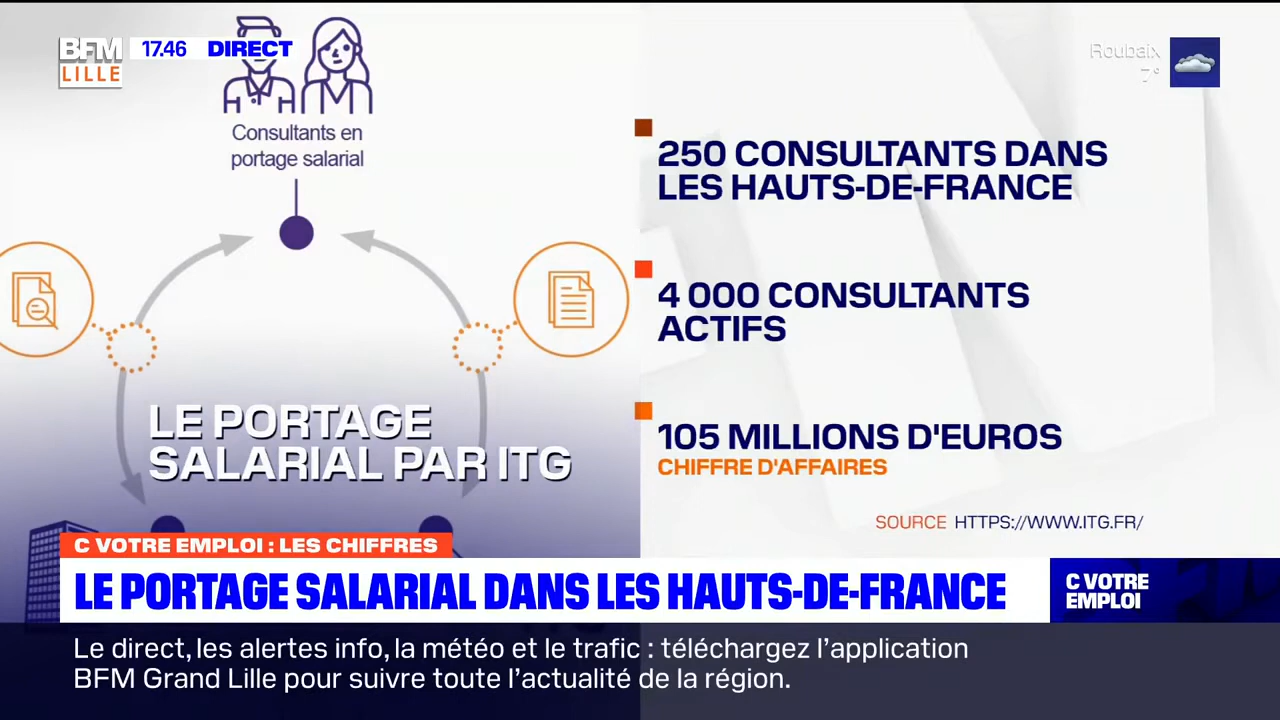 BFM
LILLE
17.46 DIRECT
Roubaix
7°
Consultants en
portage salarial
250 CONSULTANTS DANS
LES HAUTS-DE-FRANCE
4 000 CONSULTANTS
ACTIFS
105 MILLIONS D'EUROS
CHIFFRE D'AFFAIRES
LE PORTAGE
SALARIAL PAR ITG
SOURCE HTTPS://WWW.ITG.FR/
C VOTRE EMPLOI : LES CHIFFRES
LE PORTAGE SALARIAL DANS LES HAUTS-DE-FRANCE
C VOTRE
EMPLOI
Le direct, les alertes info, la météo et le trafic : téléchargez l'application
BFM Grand Lille pour suivre toute l'actualité de la région.